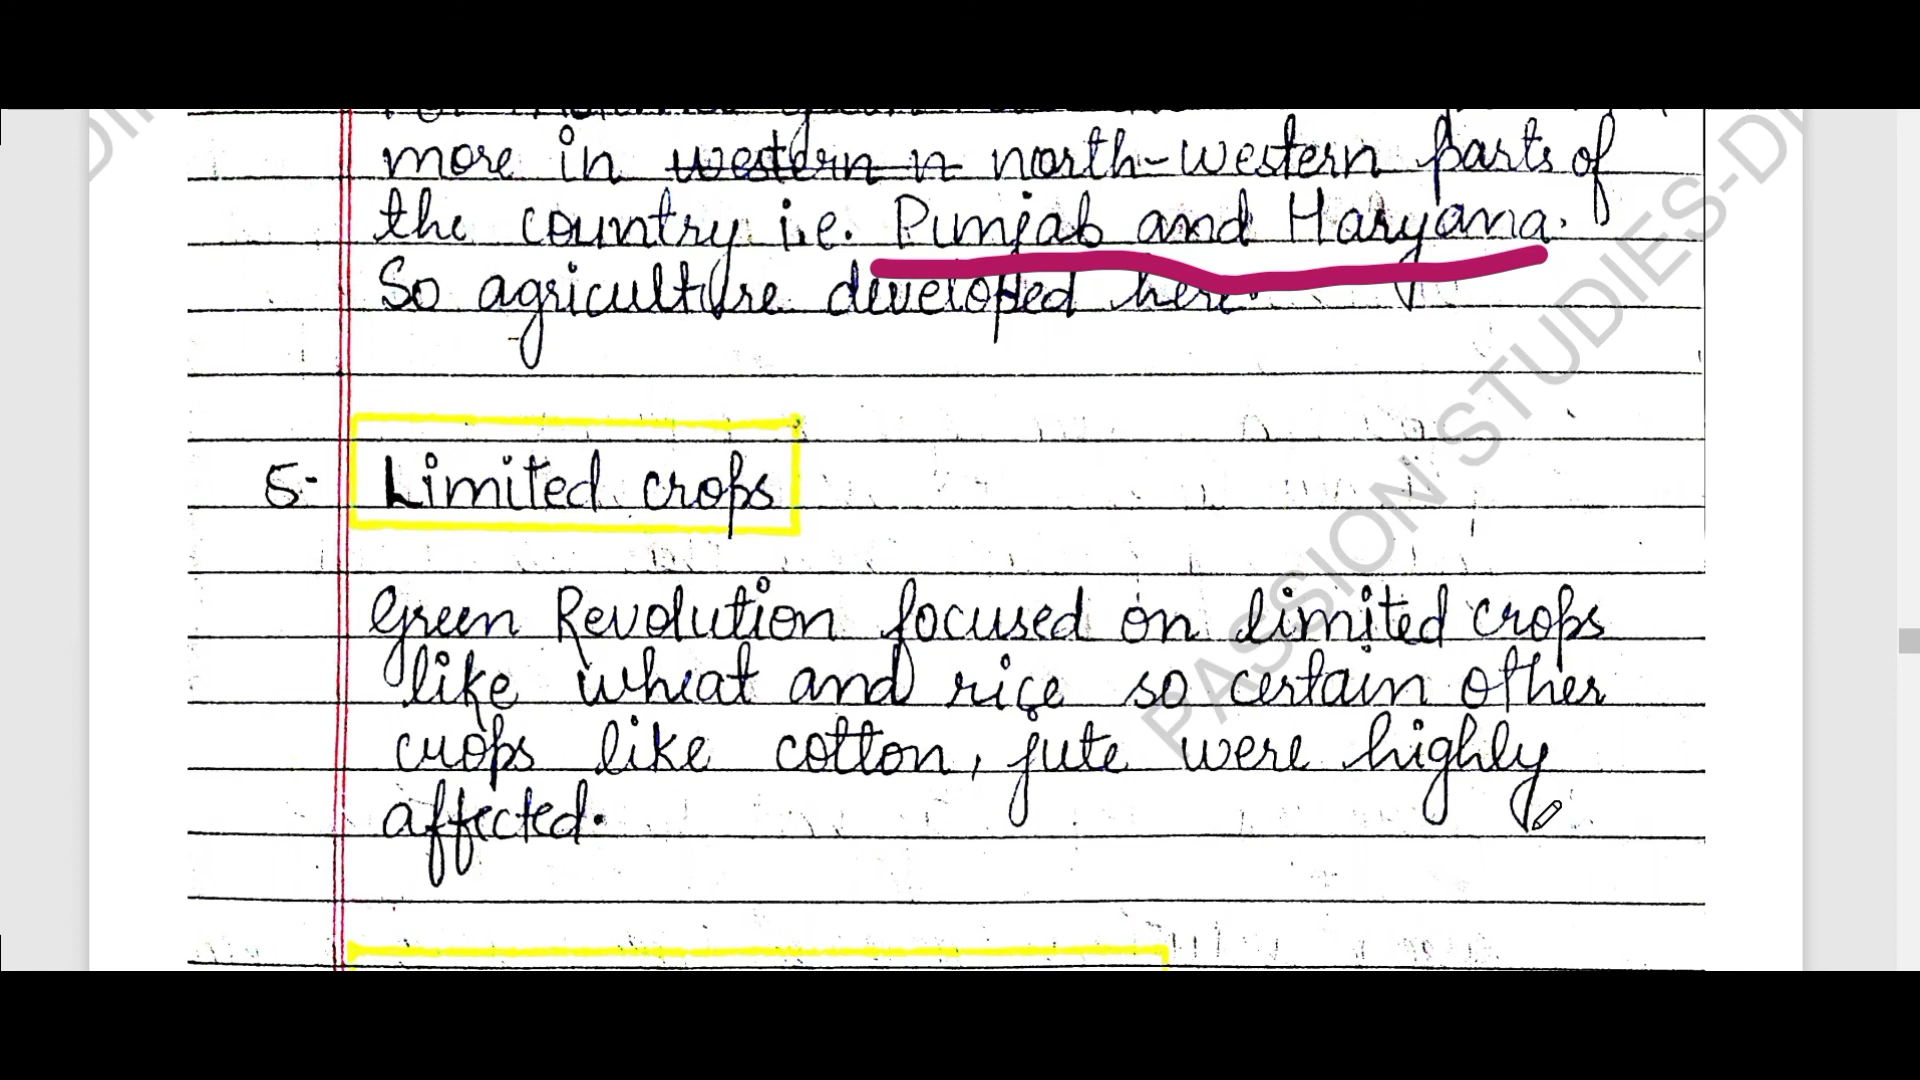 more in western n north-western parts of
the country i.e. Punjab and Haryana.
So agriculture developed here.
5- Limited crops
Green Revolution focused on limited crops
like wheat and rice so certain other
crops like cotton, jute were highly
affected.
PASSION STUDIES-D